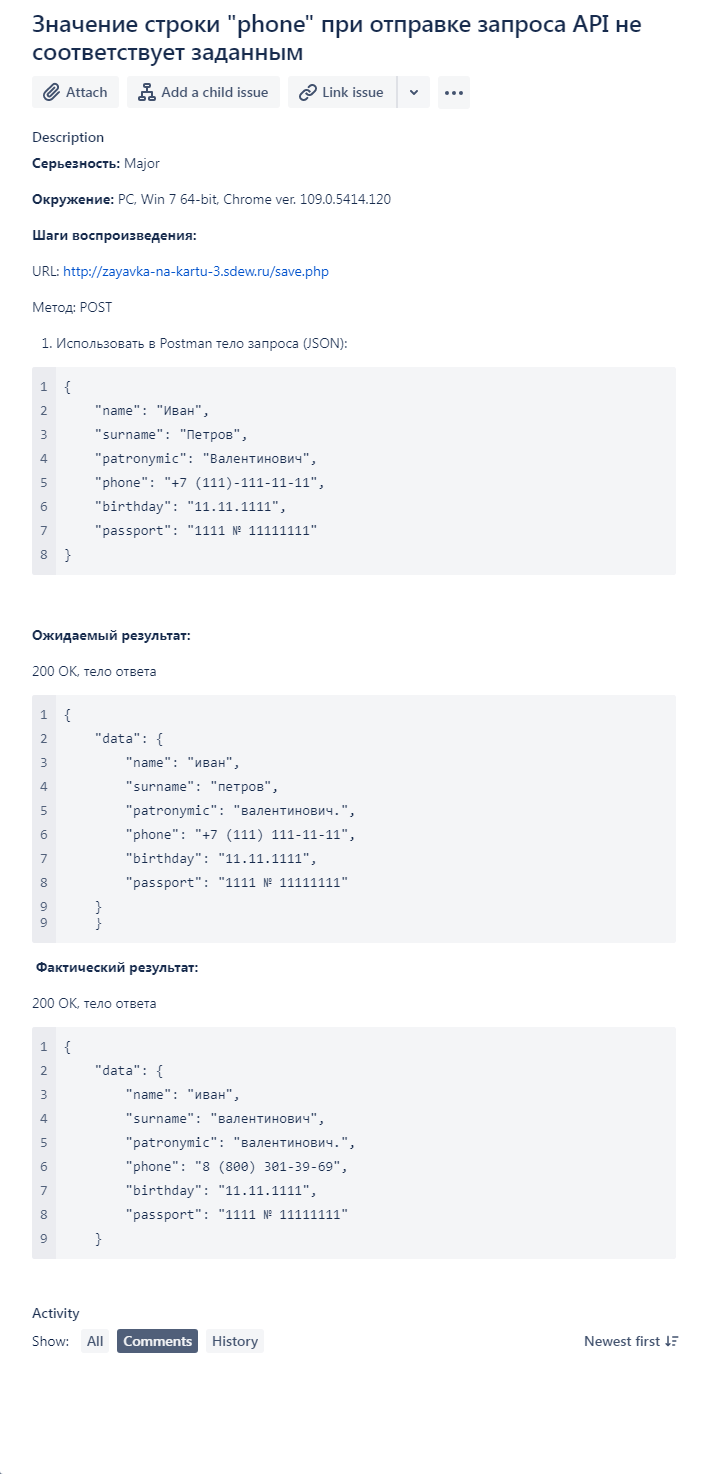 Значение строки "phone" при отправке запроса API не
соответствует заданным
Attach Add a child issue Link issue
Description
Серьезность: Major
Окружение: PC, Win 7 64-bit, Chrome ver. 109.0.5414.120
Шаги воспроизведения:
URL: http://zayavka-na-kartu-3.sdew.ru/save.php
Метод: POST
1. Использовать в Postman тело запроса (JSON):
1 {
2 "name": "Иван",
3 "surname": "Петров",
4 "patronymic": "Валентинович",
5 "phone": "+7 (111)-111-11-11",
6 "birthday": "11.11.1111",
7 "passport": "1111 № 11111111"
8 }
Ожидаемый результат:
200 OK, тело ответа
1 {
2 "data": {
3 "name": "иван",
4 "surname": "петров",
5 "patronymic": "валентинович.",
6 "phone": "+7 (111) 111-11-11",
7 "birthday": "11.11.1111",
8 "passport": "1111 № 11111111"
9 }
9 }
Фактический результат:
200 OK, тело ответа
1 {
2 "data": {
3 "name": "иван",
4 "surname": "валентинович",
5 "patronymic": "валентинович.",
6 "phone": "8 (800) 301-39-69",
7 "birthday": "11.11.1111",
8 "passport": "1111 № 11111111"
9 }
Activity
Show: All Comments History Newest first